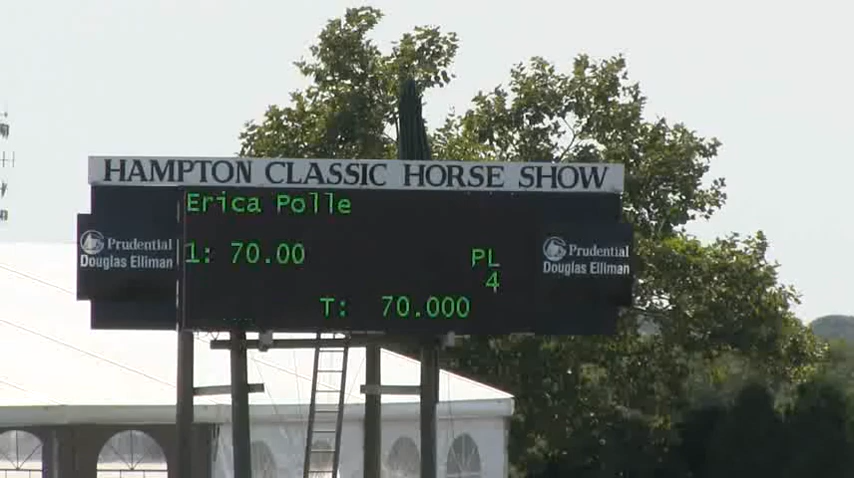 HAMPTON CLASSIC HORSE SHOW
Erica Polle
Prudential
Douglas Elliman
1: 70.00
PL
4
T: 70.000
Prudential
Douglas Elliman